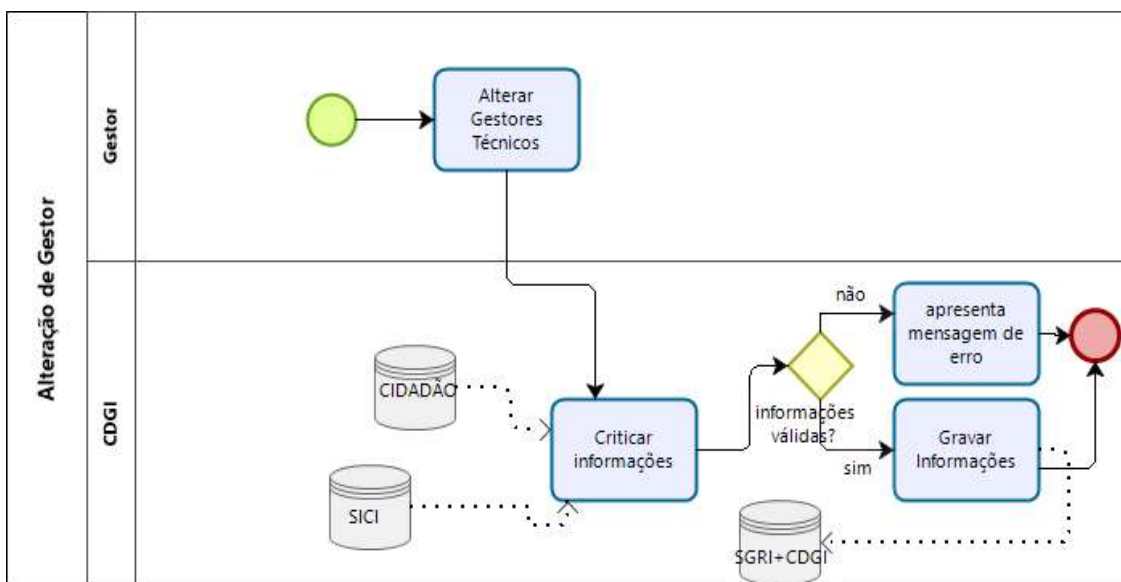 Alteração de Gestor
Gestor
Alterar
Gestores
Técnicos
CDGI
CIDADÃO
SICI
Criticar
informações
informações
válidas?
não
apresenta
mensagem de
erro
sim
Gravar
Informações
SGRI+CDGI